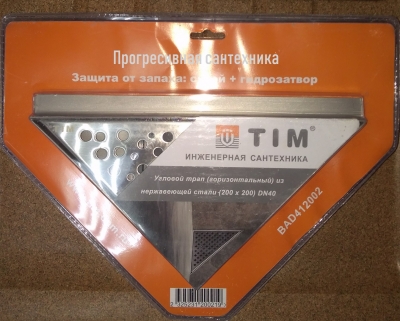 Прогресивная сантехника
Защита от запаха: сухой + гидрозатвор
TIM®
ИНЖЕНЕРНАЯ САНТЕХНИКА
Угловой трап (горизонтальный) из
нержавеющей стали (200 x 200) DN40
BAD412002